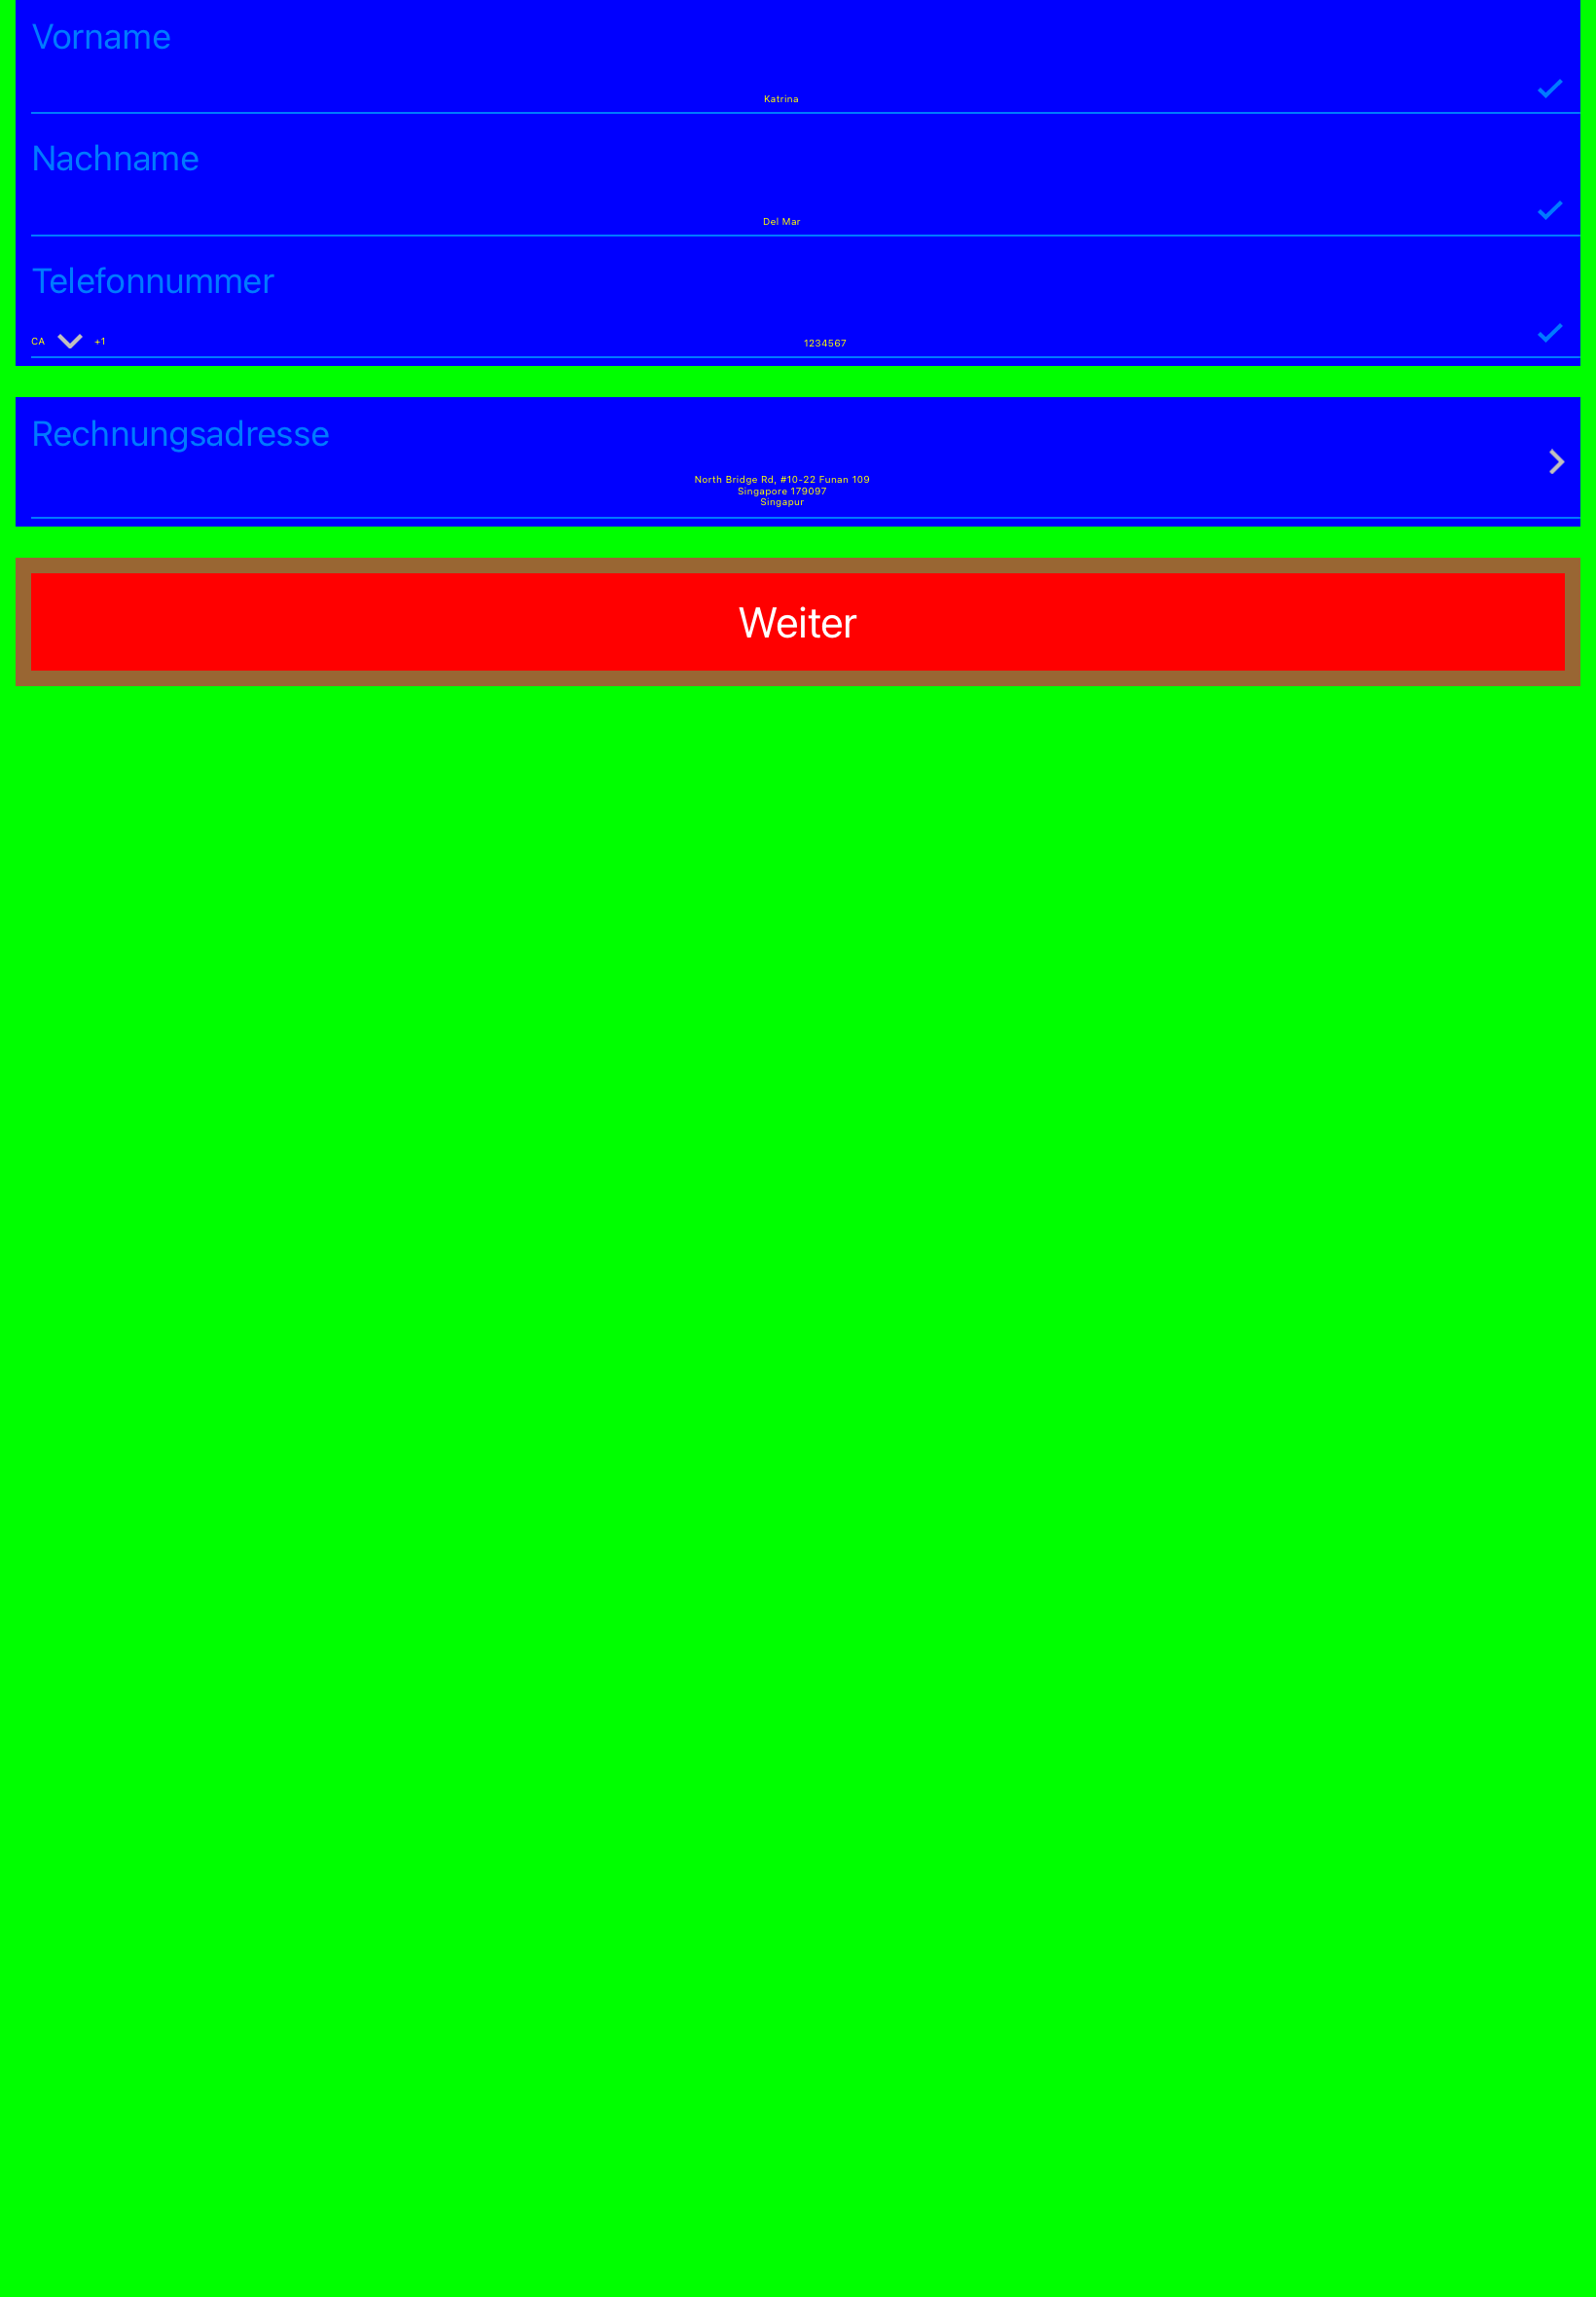 Vorname
Katrina
Nachname
Del Mar
Telefonnummer
CA +1 1234567
Rechnungsadresse
North Bridge Rd, #10-22 Funan 109
Singapore 179097
Singapur
Weiter